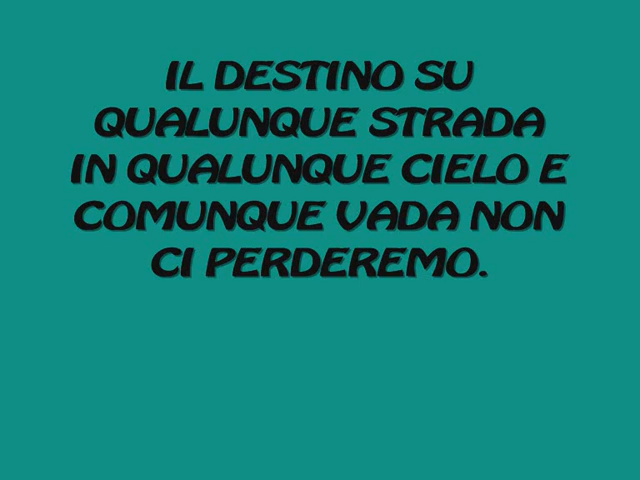 IL DESTINO SU
QUALUNQUE STRADA
IN QUALUNQUE CIELO E
COMUNQUE VADA NON
CI PERDEREMO.